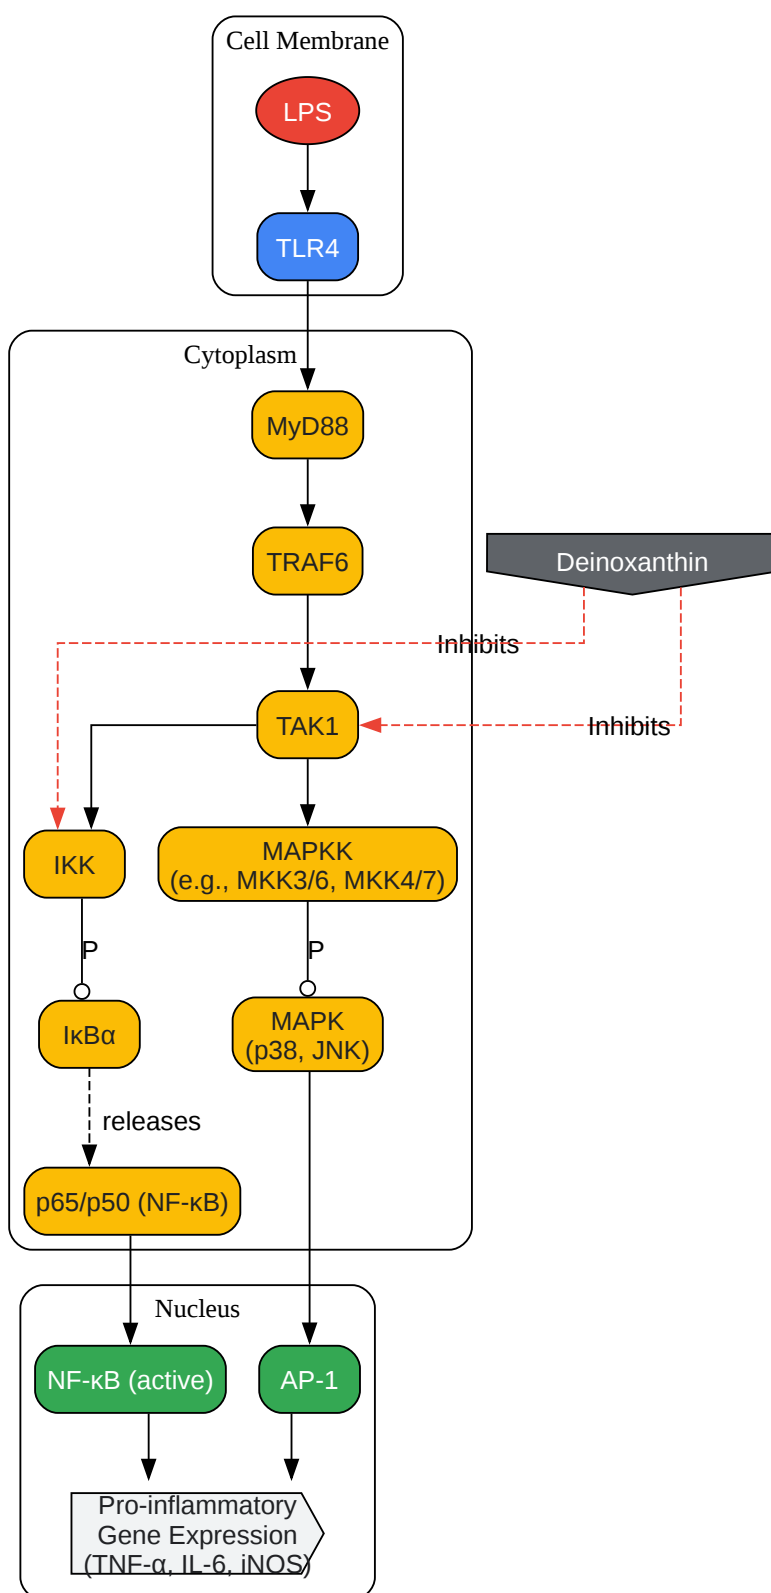 Cell Membrane
LPS
TLR4
Cytoplasm
MyD88
TRAF6
Deinoxanthin
Inhibits
TAK1
Inhibits
IKK
MAPKK
(e.g., MKK3/6, MKK4/7)
P
P
IκBα
MAPK
(p38, JNK)
releases
p65/p50 (NF-κB)
Nucleus
NF-κB (active)
AP-1
Pro-inflammatory
Gene Expression
(TNF-α, IL-6, iNOS)